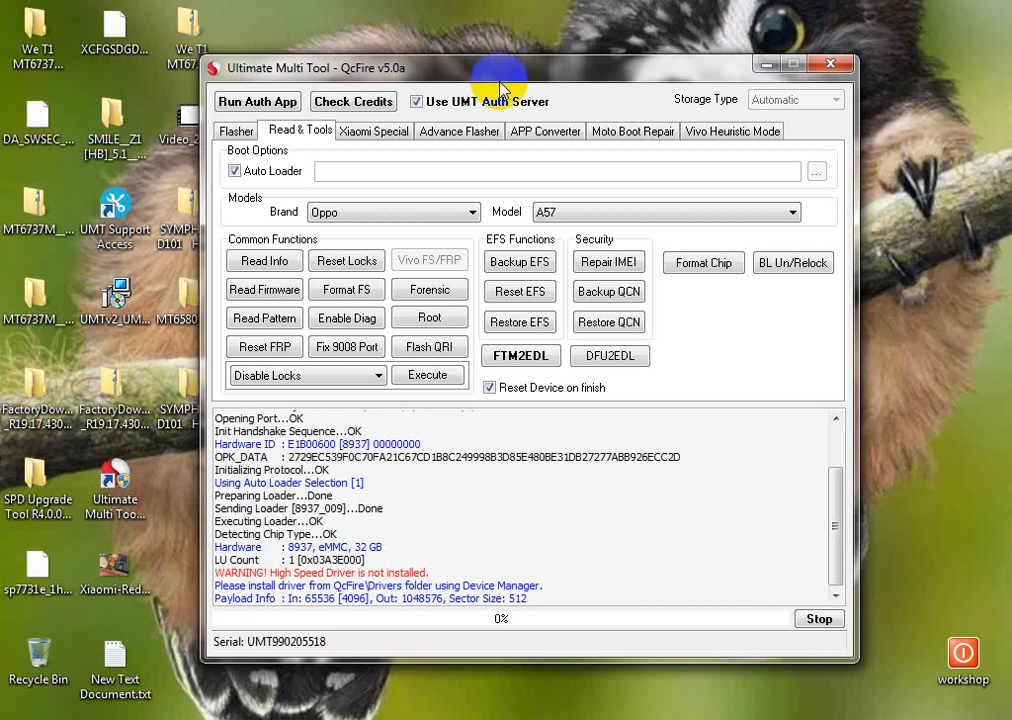 We T1
MT6737...
XCFGSDGD...
We T1
MT67
DA_SWSEC_...
SMILE__Z1
[HB]_5.1__...
Video_2
MT6737M__...
UMT Support
Access
SYMPH
D101
MT6737M__...
UMTv2_UM...
MT6580
FactoryDow...
_R19.17.430...
FactoryDow...
_R19.17.430...
SYMPH
D101
SPD Upgrade
Tool R4.0.0...
Ultimate
Multi Too...
sp7731e_1h...
Xiaomi-Red...
Recycle Bin
New Text
Document.txt
workshop
Ultimate Multi Tool - QcFire v5.0a
Run Auth App
Check Credits
Use UMT Auth Server
Storage Type
Automatic
Flasher
Read & Tools
Xiaomi Special
Advance Flasher
APP Converter
Moto Boot Repair
Vivo Heuristic Mode
Boot Options
Auto Loader
...
Models
Brand
Oppo
Model
A57
Common Functions
Read Info
Reset Locks
Vivo FS/FRP
Read Firmware
Format FS
Forensic
Read Pattern
Enable Diag
Root
Reset FRP
Fix 9008 Port
Flash QRI
Disable Locks
Execute
EFS Functions
Backup EFS
Reset EFS
Restore EFS
Security
Repair IMEI
Backup QCN
Restore QCN
Format Chip
BL Un/Relock
FTM2EDL
DFU2EDL
Reset Device on finish
Opening Port...OK
Init Handshake Sequence...OK
Hardware ID : E1B00600 [8937] 00000000
OPK_DATA : 2729EC539F0C70FA21C67CD1B8C249998B3D85E480BE31DB27277ABB926ECC2D
Initializing Protocol...OK
Using Auto Loader Selection [1]
Preparing Loader...Done
Sending Loader [8937_009]...Done
Executing Loader...OK
Detecting Chip Type...OK
Hardware : 8937, eMMC, 32 GB
LU Count : 1 [0x03A3E000]
WARNING! High Speed Driver is not installed.
Please install driver from QcFire\Drivers folder using Device Manager.
Payload Info : In: 65536 [4096], Out: 1048576, Sector Size: 512
0%
Stop
Serial: UMT990205518